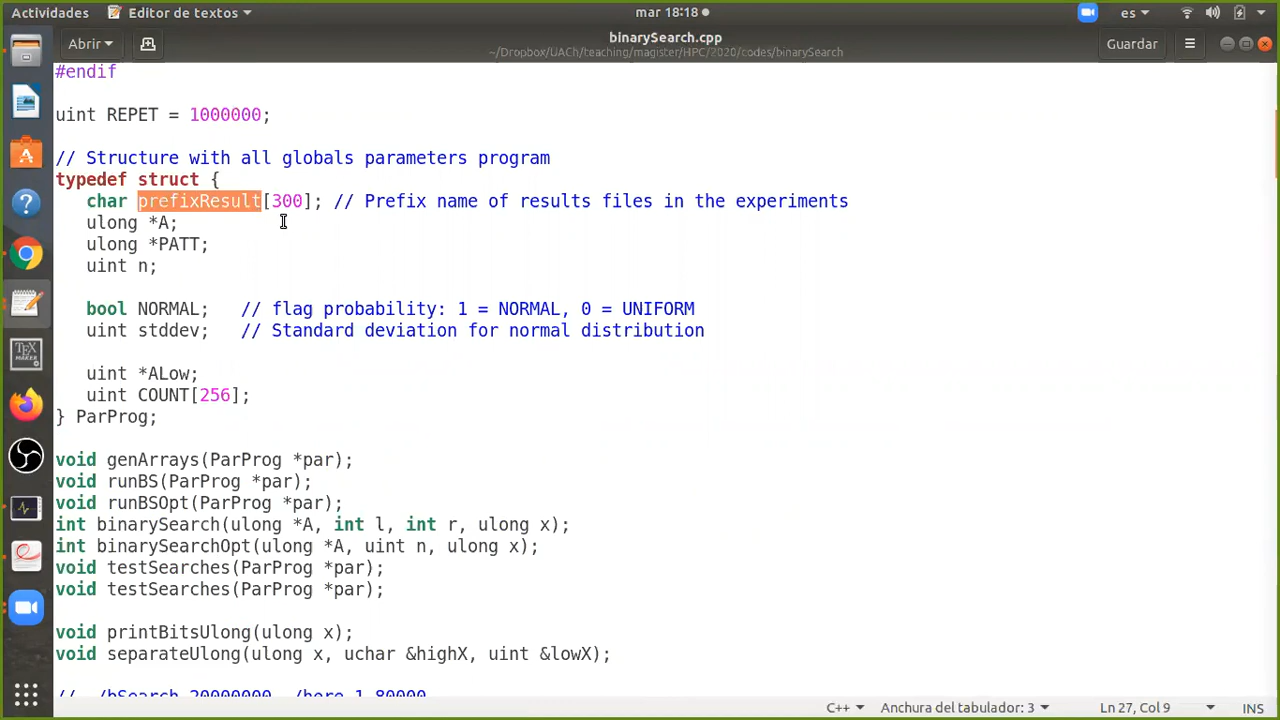 Actividades Editor de textos mar 18:18 es
Abrir binarySearch.cpp Guardar
~/Dropbox/UACh/teaching/magister/HPC/2020/codes/binarySearch
#endif
uint REPET = 1000000;
// Structure with all globals parameters program
typedef struct {
char prefixResult[300]; // Prefix name of results files in the experiments
ulong *A;
ulong *PATT;
uint n;
bool NORMAL; // flag probability: 1 = NORMAL, 0 = UNIFORM
uint stddev; // Standard deviation for normal distribution
uint *ALow;
uint COUNT[256];
} ParProg;
void genArrays(ParProg *par);
void runBS(ParProg *par);
void runBSOpt(ParProg *par);
int binarySearch(ulong *A, int l, int r, ulong x);
int binarySearchOpt(ulong *A, uint n, ulong x);
void testSearches(ParProg *par);
void testSearches(ParProg *par);
void printBitsUlong(ulong x);
void separateUlong(ulong x, uchar &highX, uint &lowX);
// ./bSearch 20000000 ./here 1 80000
C++ Anchura del tabulador: 3 Ln 27, Col 9 INS